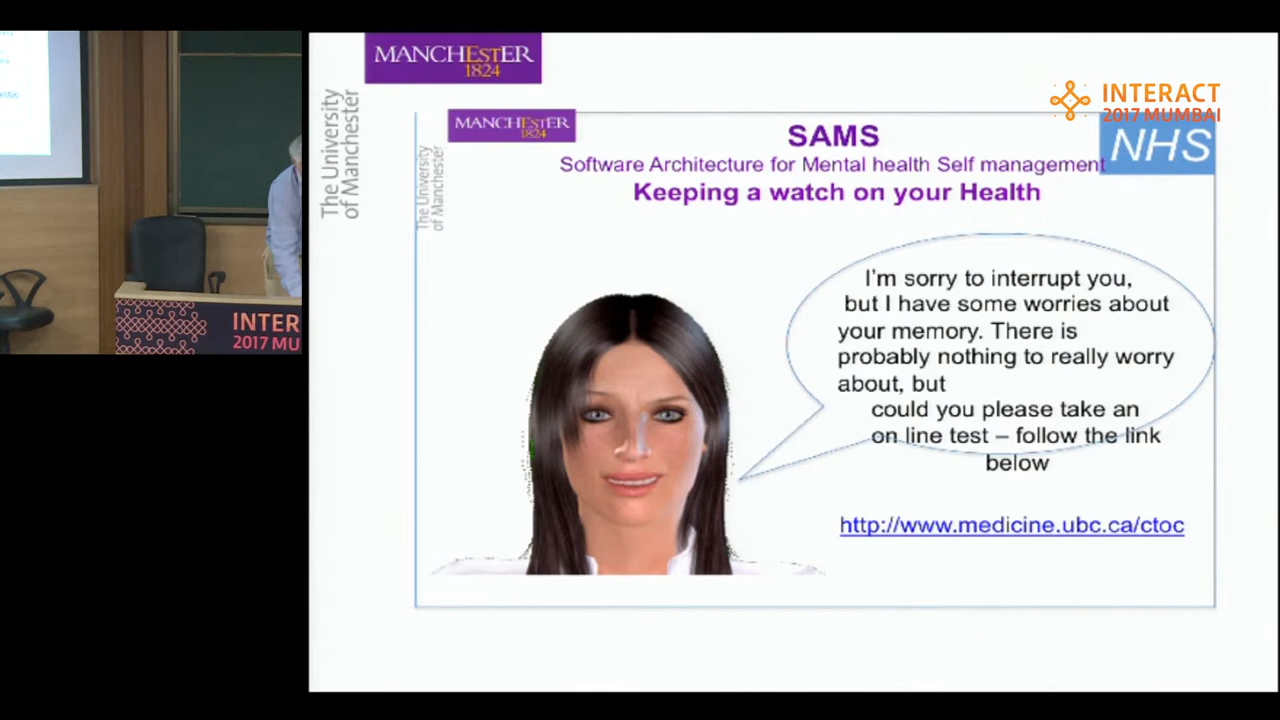 MANCHESTER
1824
The University
of Manchester
INTERACT
2017 MUMBAI
MANCHESTER
1824
The University
of Manchester
NHS
SAMS
Software Architecture for Mental health Self management
Keeping a watch on your Health
I'm sorry to interrupt you,
but I have some worries about
your memory. There is
probably nothing to really worry
about, but
could you please take an
on line test – follow the link
below
http://www.medicine.ubc.ca/ctoc
INTER
2017 MU